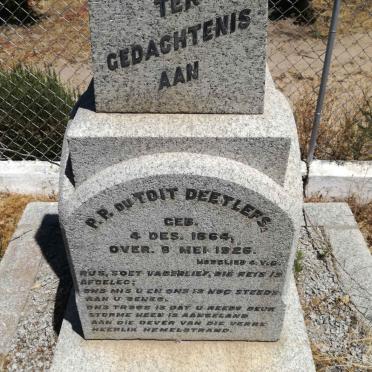 TER
GEDACHTENIS
AAN
P.P. DU TOIT DEETLEFS,
GEB.
4 DES. 1864,
OVER. 9 MEI 1926.
RUS, SOET VADERLIEF, DIE REIS IS
AFGELEG;
ONS MIS U EN ONS IS NOG STEEDS
AAN U GENEG.
ONS TROOS IS DAT U REEDS DEUR
STORME HEEN IS AANGELAND
AAN DIE OEWER VAN DIE VERRE
HEERLIK HEMELSTRAND.